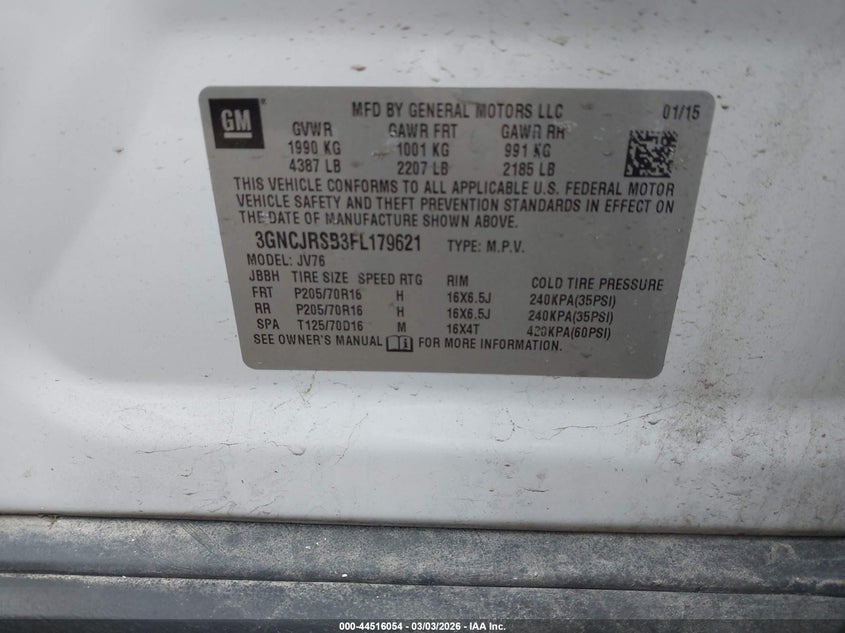 GM
MFD BY GENERAL MOTORS LLC 01/15
GVWR GAWR FRT GAWR RR
1990 KG 1001 KG 991 KG
4387 LB 2207 LB 2185 LB
THIS VEHICLE CONFORMS TO ALL APPLICABLE U.S. FEDERAL MOTOR
VEHICLE SAFETY AND THEFT PREVENTION STANDARDS IN EFFECT ON
THE DATE OF MANUFACTURE SHOWN ABOVE.
3GNCJRSB3FL179621 TYPE: M.P.V.
MODEL: JV76
JBBH TIRE SIZE SPEED RTG RIM COLD TIRE PRESSURE
FRT P205/70R16 H 16X6.5J 240KPA(35PSI)
RR P205/70R16 H 16X6.5J 240KPA(35PSI)
SPA T125/70D16 M 16X4T 420KPA(60PSI)
SEE OWNER'S MANUAL FOR MORE INFORMATION.
000-44516054 - 03/03/2026 - IAA Inc.